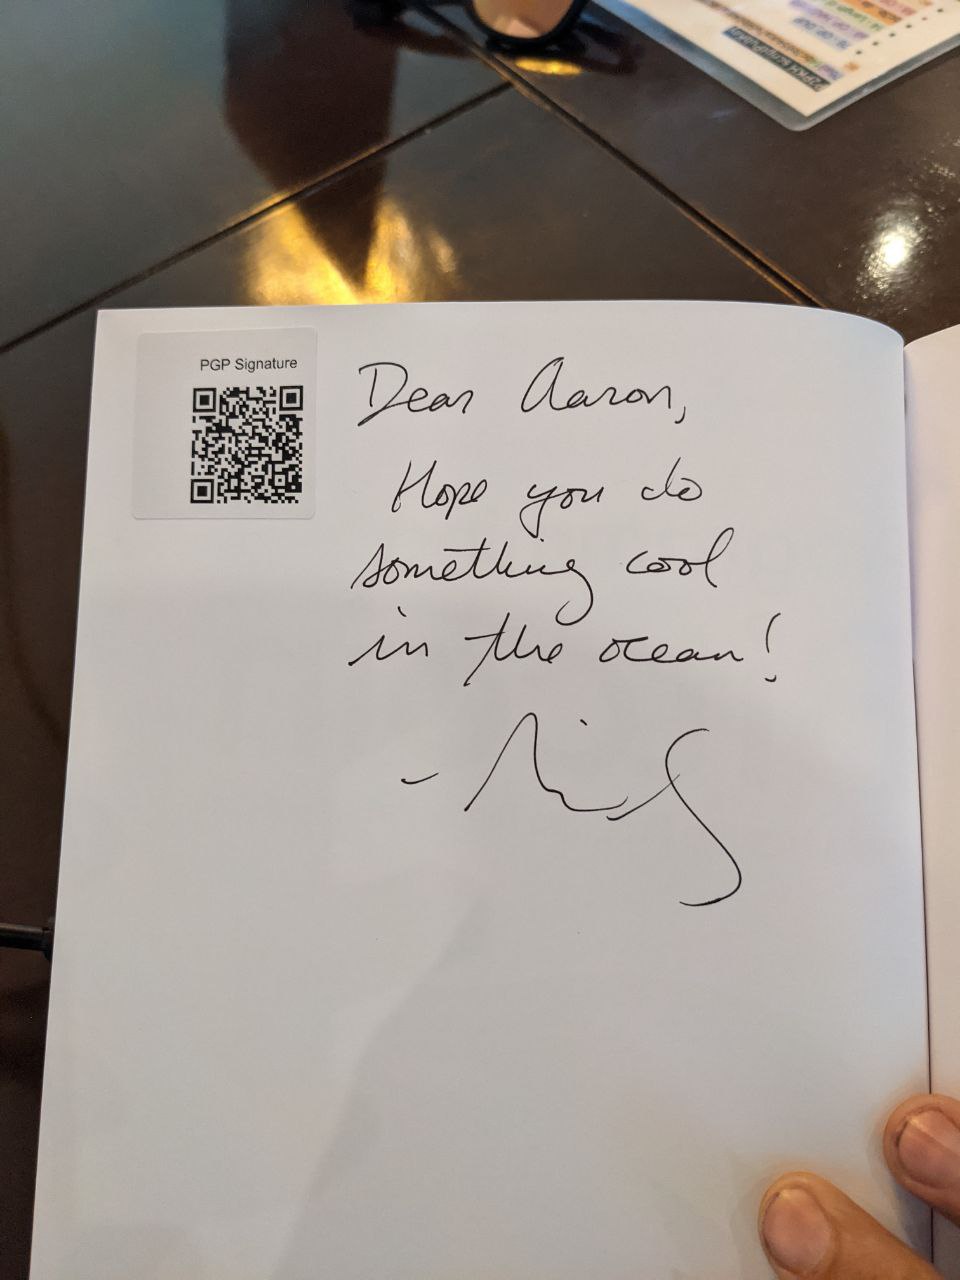 PGP Signature
Dear Aaron,
Hope you do
something cool
in the ocean!